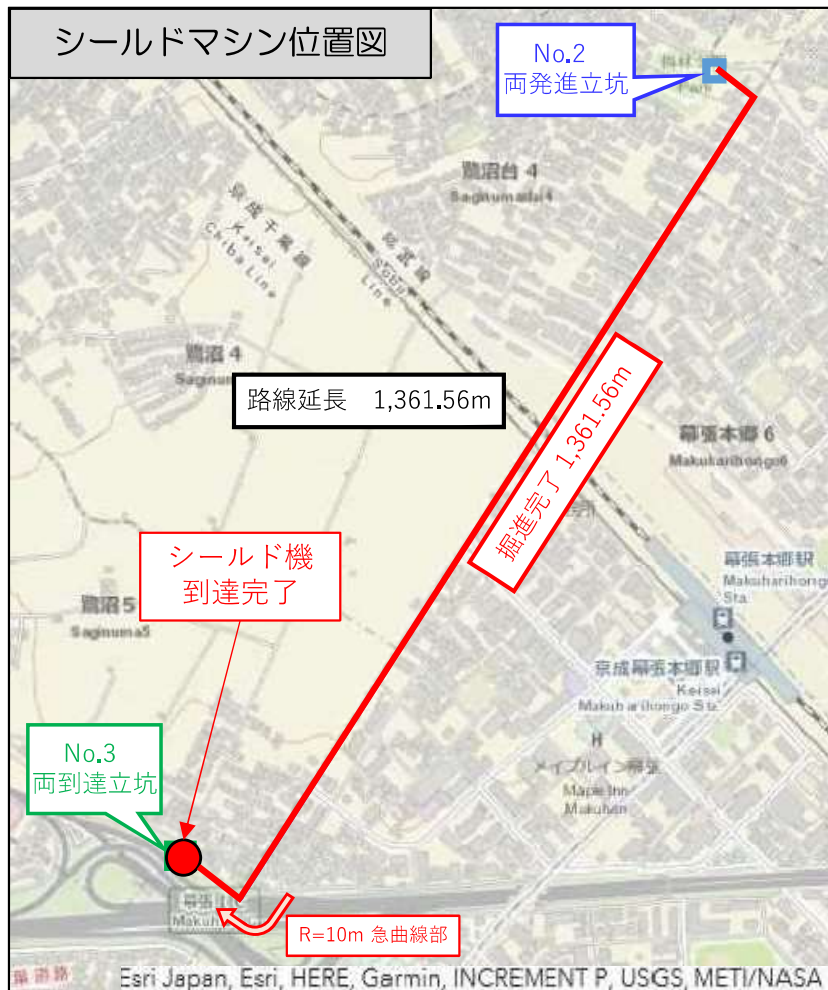 シールドマシン位置図
No.2
両発進立坑
鷺沼台 4
Saginumadai4
京成千葉線
Keisei
Chiba Line
総武線
Sobu
Line
鷺沼 4
路線延長 1,361.56m
掘進完了 1,361.56m
幕張本郷 6
Makuharihongo6
シールド機
到達完了
幕張本郷駅
Makuharihongo
Sta
鷺沼 5
Saginuma5
京成幕張本郷駅
Keisei
Makuharihongo Sta
No.3
両到達立坑
H
メイプルイン幕張
Maple Inn
Makuhari
R=10m 急曲線部
Esri Japan, Esri, HERE, Garmin, INCREMENT P, USGS, METI/NASA